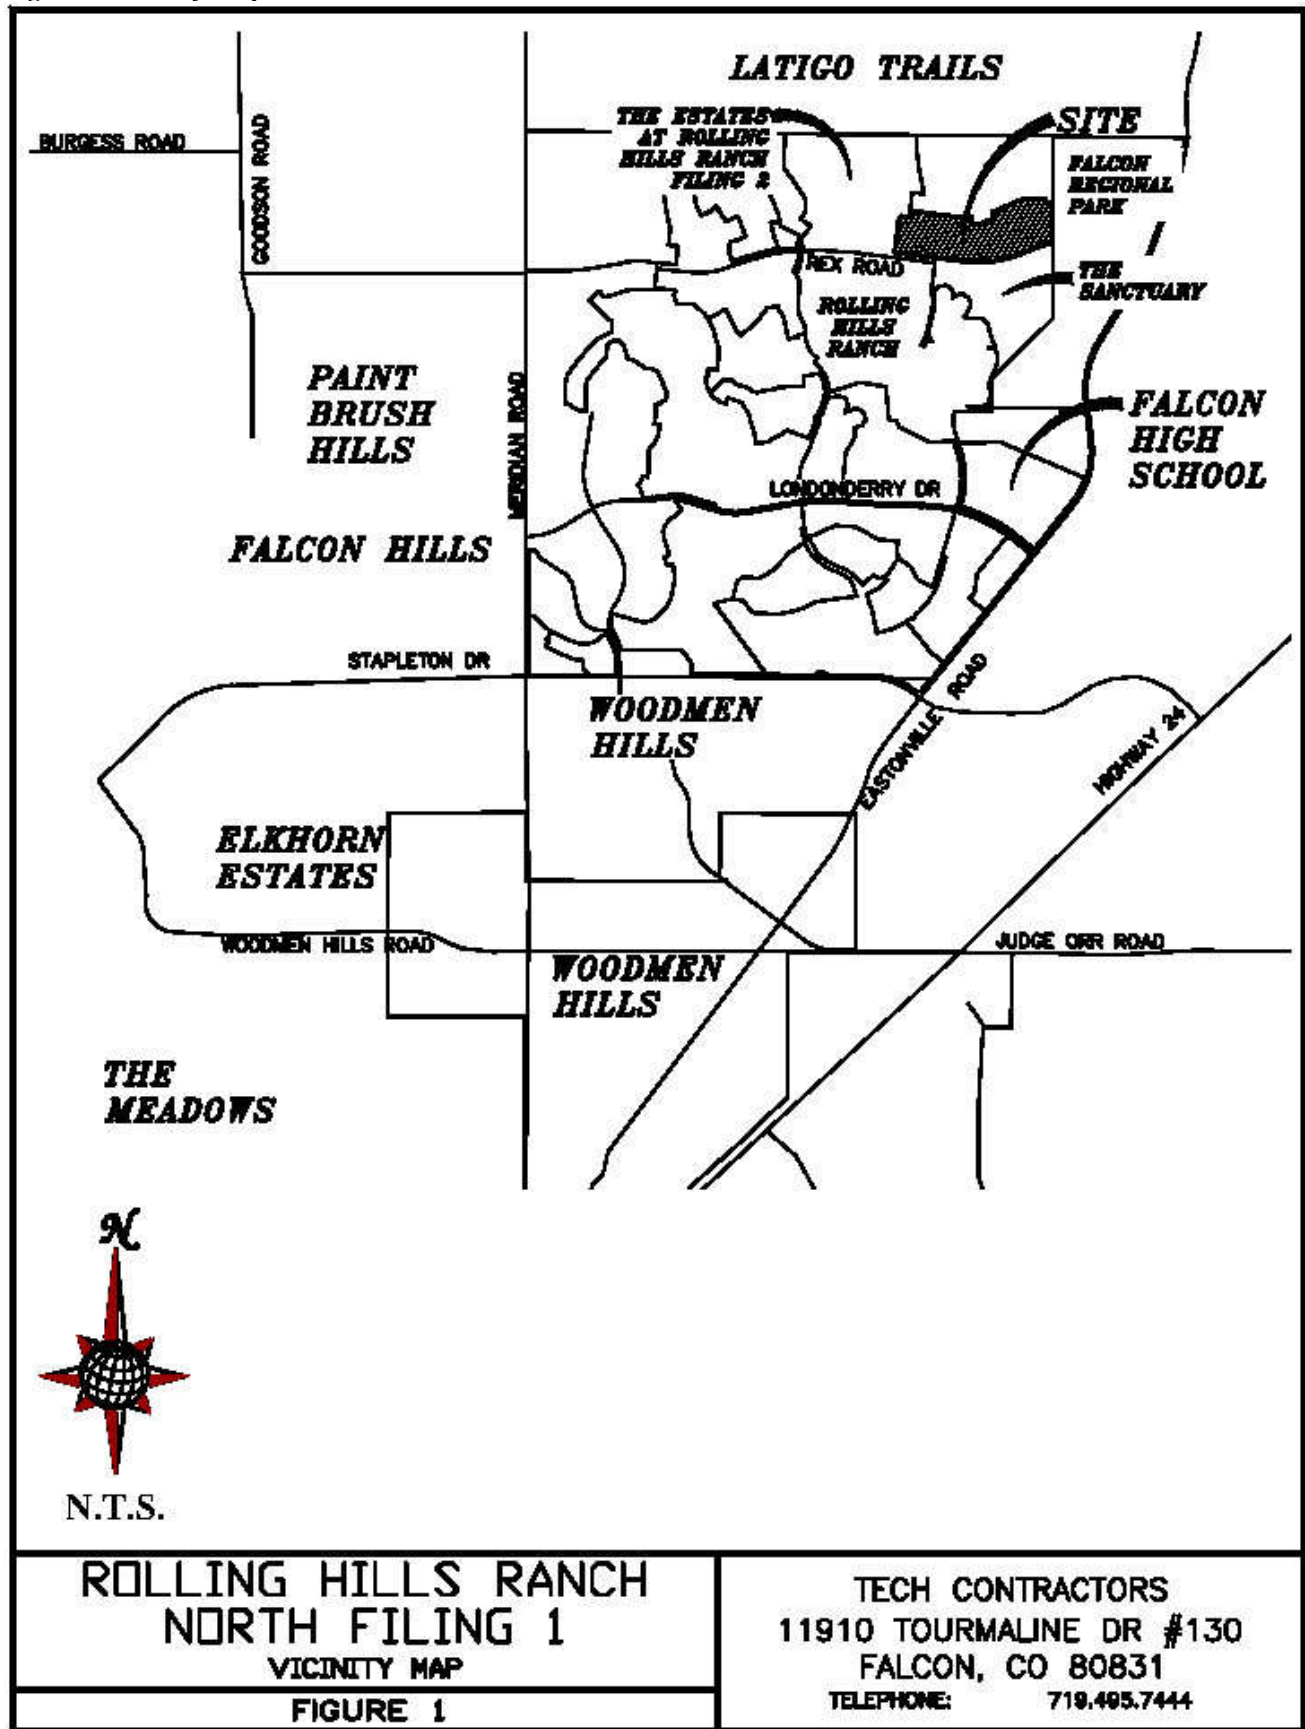 LATIGO TRAILS
THE ESTATES
AT ROLLING
HILLS RANCH
FILING 2
SITE
BURGESS ROAD
GOODSON ROAD
FALCON
REGIONAL
PARK
REX ROAD
THE
SANCTUARY
ROLLING
HILLS
RANCH
PAINT
BRUSH
HILLS
MERIDIAN ROAD
FALCON
HIGH
SCHOOL
LONDONDERRY DR
FALCON HILLS
STAPLETON DR
WOODMEN
HILLS
EASTONVILLE ROAD
HIGHWAY 24
ELKHORN
ESTATES
WOODMEN HILLS ROAD
JUDGE ORR ROAD
WOODMEN
HILLS
THE
MEADOWS
N
N.T.S.
ROLLING HILLS RANCH
NORTH FILING 1
VICINITY MAP
FIGURE 1
TECH CONTRACTORS
11910 TOURMALINE DR #130
FALCON, CO 80831
TELEPHONE: 719.495.7444